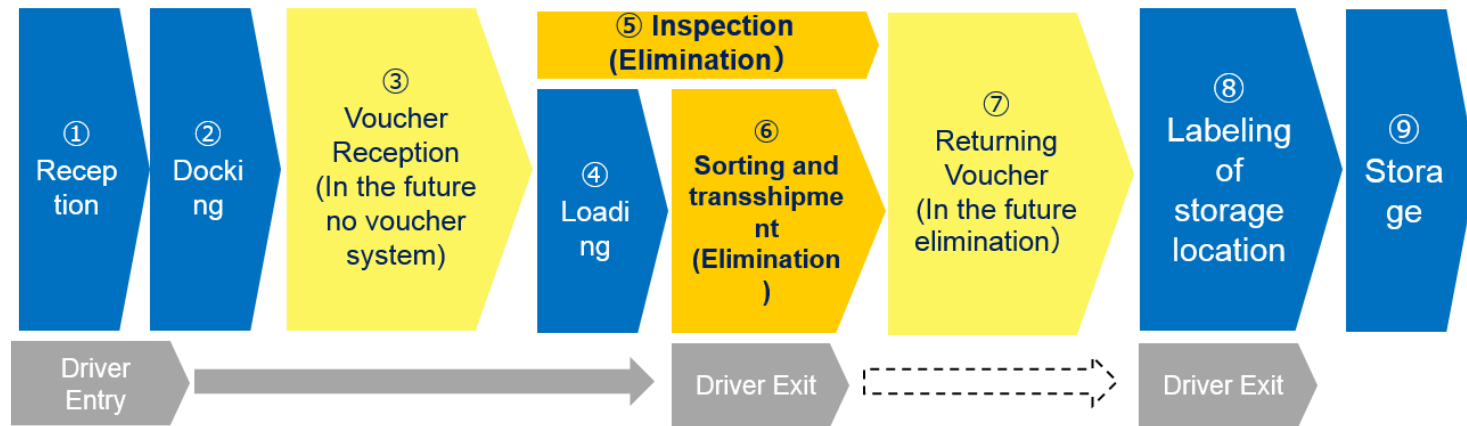 ①
Recep
tion
②
Docki
ng
③
Voucher
Reception
(In the future
no voucher
system)
⑤ Inspection
(Elimination）
④
Loadi
ng
⑥
Sorting and
transshipme
nt
(Elimination
)
⑦
Returning
Voucher
(In the future
elimination）
⑧
Labeling
of
storage
location
⑨
Stora
ge
Driver
Entry
Driver Exit
Driver Exit